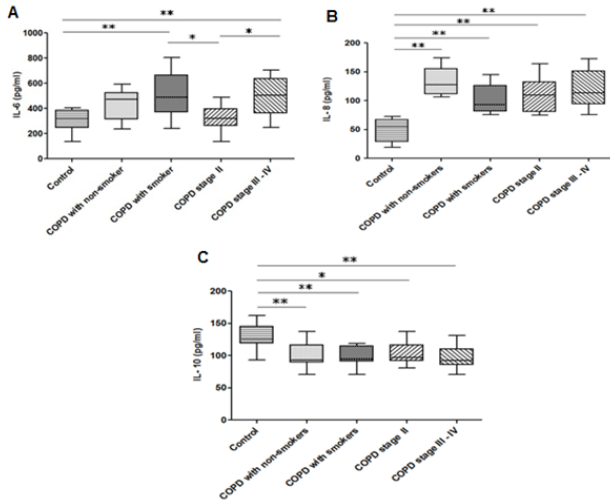 A
**
**
*
*
IL-6 (pg/ml)
1000
800
600
400
200
0
Control
COPD with non-smoker
COPD with smoker
COPD stage II
COPD stage III - IV
B
**
**
**
**
IL- 8 (pg/ml)
200
150
100
50
0
Control
COPD with non-smokers
COPD with smokers
COPD stage II
COPD stage III - IV
C
**
*
**
**
IL- 10 (pg/ml)
200
150
100
50
0
Control
COPD with non-smokers
COPD with smokers
COPD stage II
COPD stage III - IV